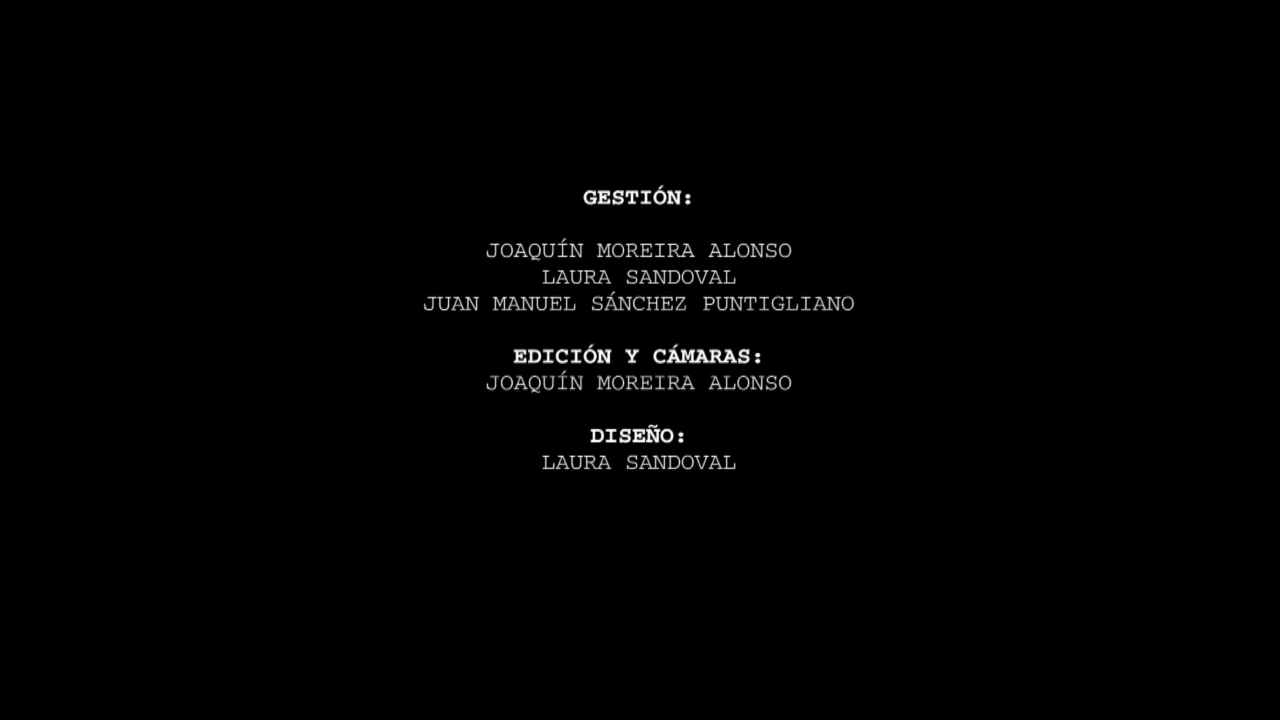 GESTIÓN:
JOAQUÍN MOREIRA ALONSO
LAURA SANDOVAL
JUAN MANUEL SÁNCHEZ PUNTIGLIANO
EDICIÓN Y CÁMARAS:
JOAQUÍN MOREIRA ALONSO
DISEÑO:
LAURA SANDOVAL